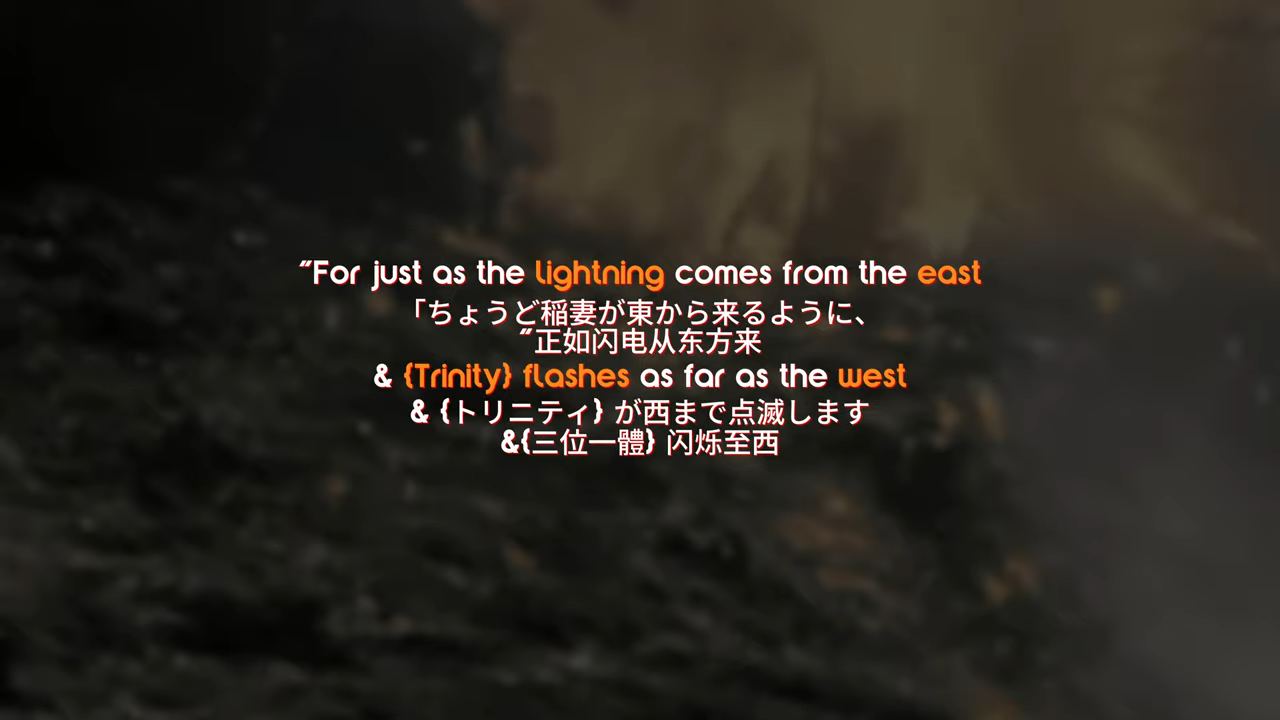 "For just as the lightning comes from the east
「ちょうど稲妻が東から来るように、
"正如闪电从东方来
& {Trinity} flashes as far as the west
& {トリニティ} が西まで点滅します
&{三位一體} 闪烁至西